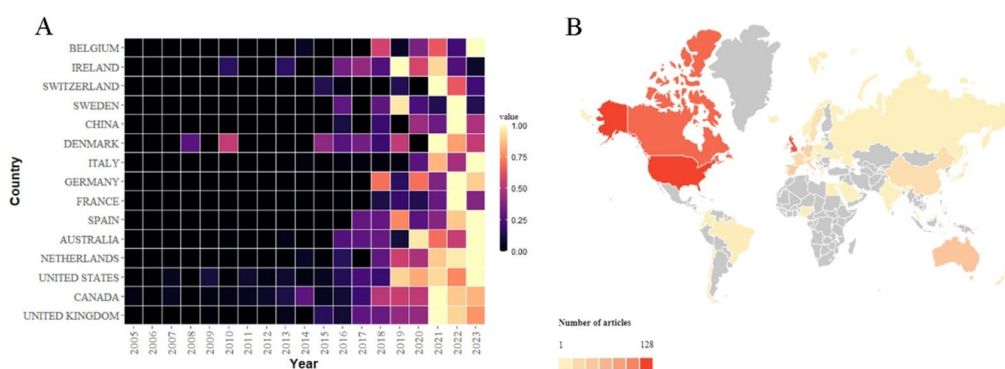 A
BELGIUM
IRELAND
SWITZERLAND
SWEDEN
CHINA
DENMARK
ITALY
GERMANY
FRANCE
SPAIN
AUSTRALIA
NETHERLANDS
UNITED STATES
CANADA
UNITED KINGDOM
Country
2005 2006 2007 2008 2009 2010 2011 2012 2013 2014 2015 2016 2017 2018 2019 2020 2021 2022 2023
Year
value
1.00
0.75
0.50
0.25
0.00
B
Number of articles
1 128